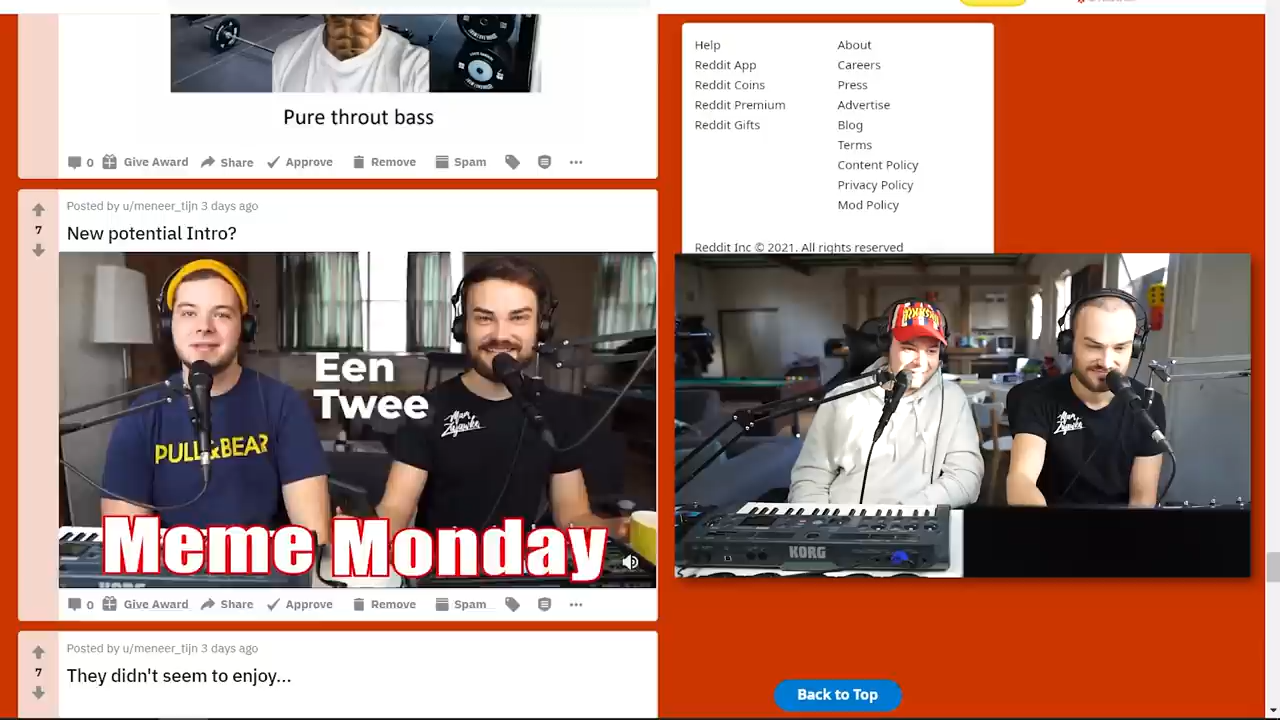 Pure throut bass
0 Give Award Share Approve Remove Spam
Posted by u/meneer_tijn 3 days ago
7
New potential Intro?
Een
Twee
PULL&BEAR
Meme Monday
KORG
0 Give Award Share Approve Remove Spam
Posted by u/meneer_tijn 3 days ago
7
They didn't seem to enjoy...
Help
Reddit App
Reddit Coins
Reddit Premium
Reddit Gifts
About
Careers
Press
Advertise
Blog
Terms
Content Policy
Privacy Policy
Mod Policy
Reddit Inc © 2021. All rights reserved
KORG
Back to Top